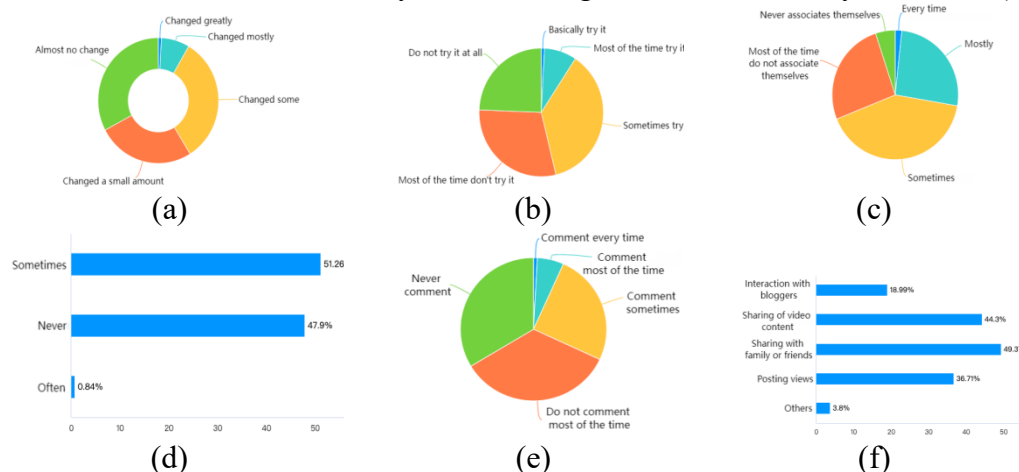 Changed greatly
Changed mostly
Almost no change
Changed some
Changed a small amount
(a)
Basically try it
Most of the time try it
Do not try it at all
Sometimes try
Most of the time don't try it
(b)
Never associates themselves
Every time
Mostly
Most of the time
do not associate
themselves
Sometimes
(c)
Sometimes
51.26
Never
47.9%
Often
0.84%
0 10 20 30 40 50
(d)
Comment every time
Comment
most of the time
Never
comment
Comment
sometimes
Do not comment
most of the time
(e)
Interaction with
bloggers
18.99%
Sharing of video
content
44.3%
Sharing with
family or friends
49.3
Posting views
36.71%
Others
3.8%
0 10 20 30 40 50
(f)